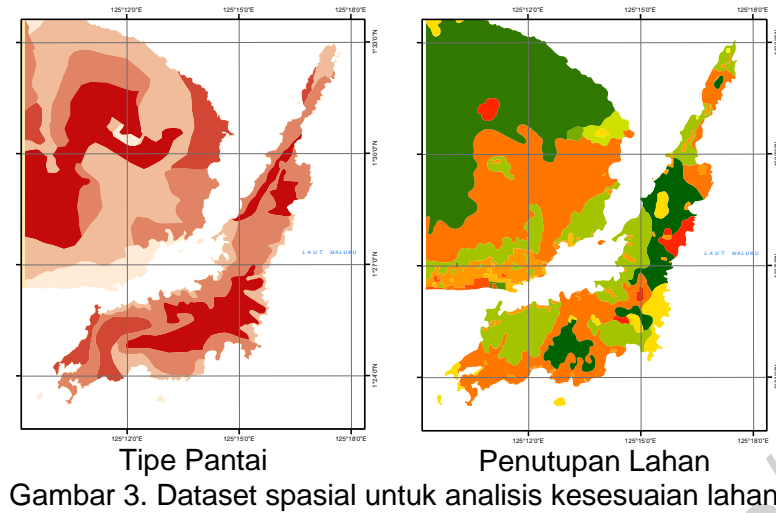 125°12'0"E 125°15'0"E 125°18'0"E 125°12'0"E 125°15'0"E 125°18'0"E
1°30'0"N
1°27'0"N
1°24'0"N
LAUT MALUKU LAUT MALUKU
125°12'0"E 125°15'0"E 125°18'0"E 125°12'0"E 125°15'0"E 125°18'0"E
Tipe Pantai Penutupan Lahan
Gambar 3. Dataset spasial untuk analisis kesesuaian lahan